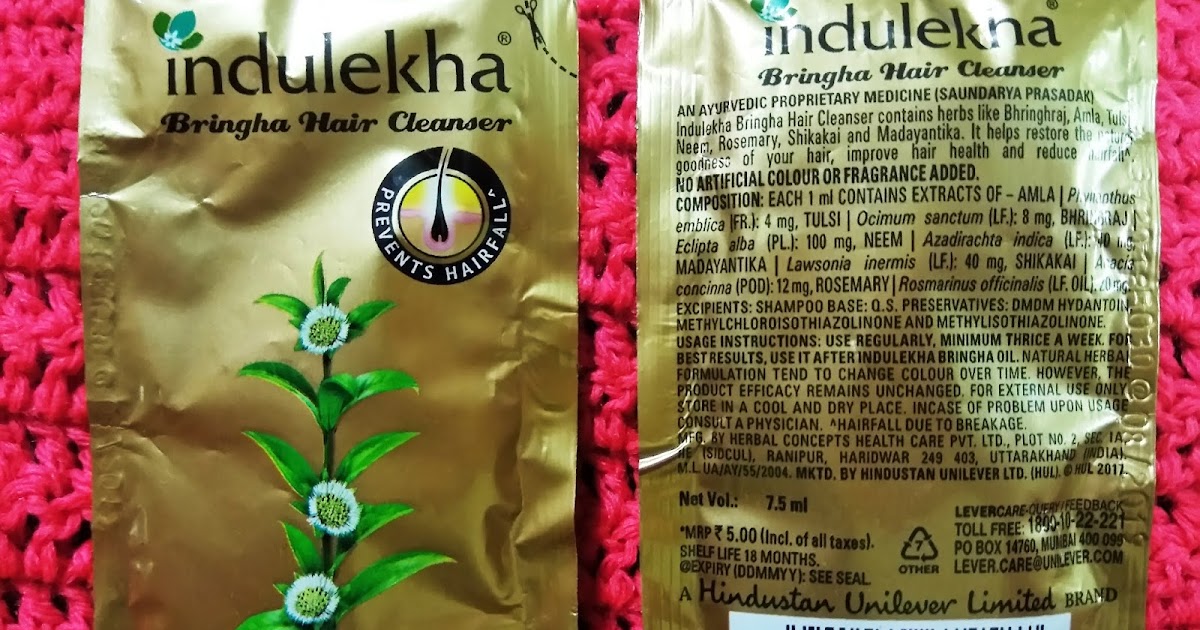 indulekha®
Bringha Hair Cleanser
PREVENTS HAIRFALL^
indulekha®
Bringha Hair Cleanser
AN AYURVEDIC PROPRIETARY MEDICINE (SAUNDARYA PRASADAK)
Indulekha Bringha Hair Cleanser contains herbs like Bhringhraj, Amla, Tulsi,
Neem, Rosemary, Shikakai and Madayantika. It helps restore the natural
goodness of your hair, improve hair health and reduce hairfall^.
NO ARTIFICIAL COLOUR OR FRAGRANCE ADDED.
COMPOSITION: EACH 1 ml CONTAINS EXTRACTS OF – AMLA | Phyllanthus
emblica (FR.): 4 mg, TULSI | Ocimum sanctum (LF.): 8 mg, BHRINGRAJ |
Eclipta alba (PL.): 100 mg, NEEM | Azadirachta indica (LF.): mg,
MADAYANTIKA | Lawsonia inermis (LF.): 40 mg, SHIKAKAI | Acacia
concinna (POD): 12 mg, ROSEMARY | Rosmarinus officinalis (LF. OIL): 20 mg.
EXCIPIENTS: SHAMPOO BASE: Q.S. PRESERVATIVES: DMDM HYDANTOIN,
METHYLCHLOROISOTHIAZOLINONE AND METHYLISOTHIAZOLINONE.
USAGE INSTRUCTIONS: USE REGULARLY, MINIMUM THRICE A WEEK. FOR
BEST RESULTS, USE IT AFTER INDULEKHA BRINGHA OIL. NATURAL HERBAL
FORMULATION TEND TO CHANGE COLOUR OVER TIME. HOWEVER, THE
PRODUCT EFFICACY REMAINS UNCHANGED. FOR EXTERNAL USE ONLY.
STORE IN A COOL AND DRY PLACE. INCASE OF PROBLEM UPON USAGE
CONSULT A PHYSICIAN. ^HAIRFALL DUE TO BREAKAGE.
MFG. BY HERBAL CONCEPTS HEALTH CARE PVT. LTD., PLOT NO. 2, SEC 1A,
IIE (SIDCUL), RANIPUR, HARIDWAR 249 403, UTTARAKHAND (INDIA).
M.L. UA/AY/55/2004. MKTD. BY HINDUSTAN UNILEVER LTD. (HUL). © HUL 2017.
Net Vol.: 7.5 ml
*MRP ₹ 5.00 (Incl. of all taxes).
SHELF LIFE 18 MONTHS.
@EXPIRY (DDMMYY): SEE SEAL.
7
OTHER
LEVERCARE-QUERY/FEEDBACK
TOLL FREE: 1800-10-22-221
PO BOX 14760, MUMBAI 400 099
LEVER.CARE@UNILEVER.COM
A Hindustan Unilever Limited BRAND